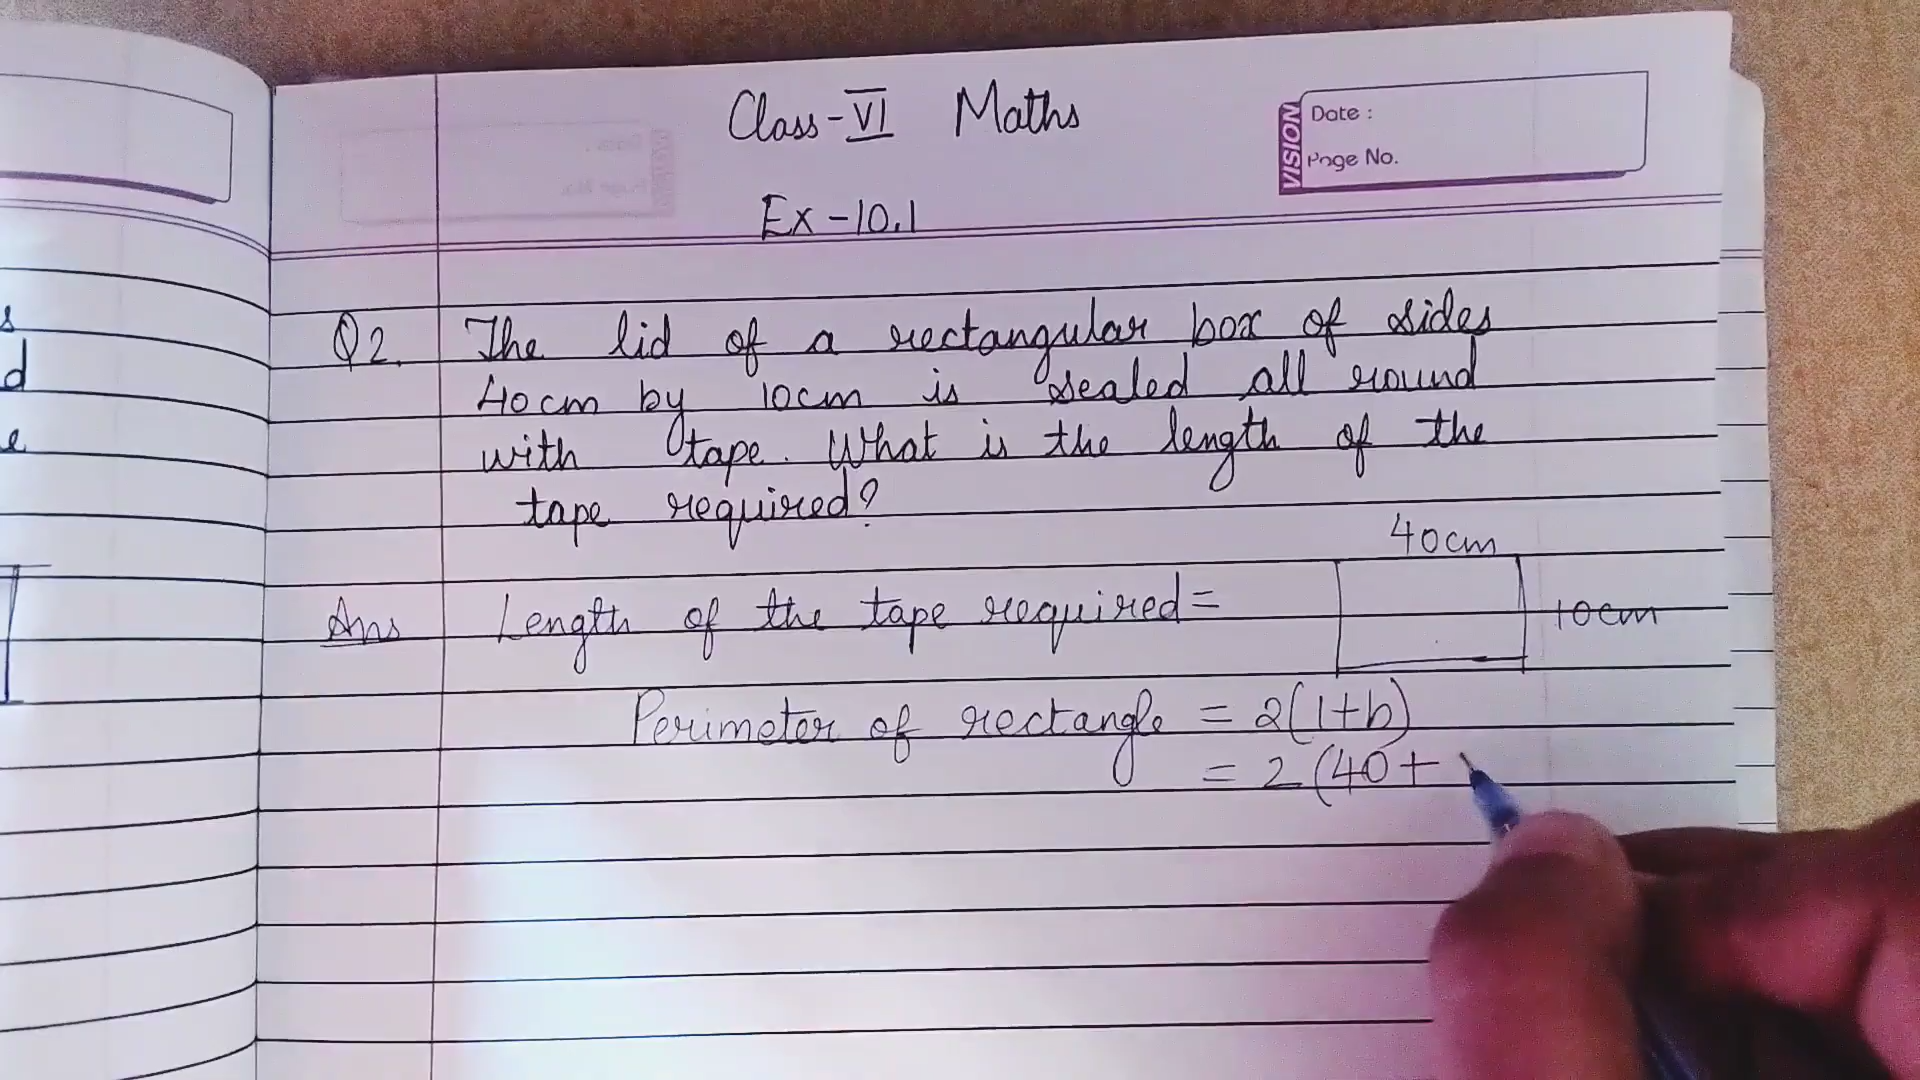 s
d
e
Class-VI Maths
VISION
Date :
Page No.
Ex-10.1
Q2. The lid of a rectangular box of sides
40cm by 10cm is sealed all round
with tape. What is the length of the
tape required?
40cm
Ans Length of the tape required=
10cm
Perimeter of rectangle = 2(l+b)
= 2(40+